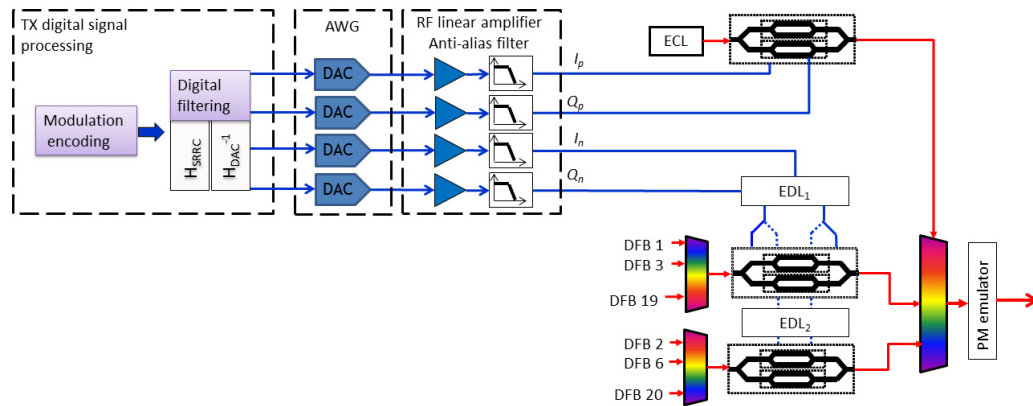 TX digital signal
processing
Modulation
encoding
Digital
filtering
H_SRRC
H_DAC^-1
AWG
DAC
DAC
DAC
DAC
RF linear amplifier
Anti-alias filter
I_p
Q_p
I_n
Q_n
ECL
EDL_1
DFB 1
DFB 3
DFB 19
EDL_2
DFB 2
DFB 6
DFB 20
PM emulator